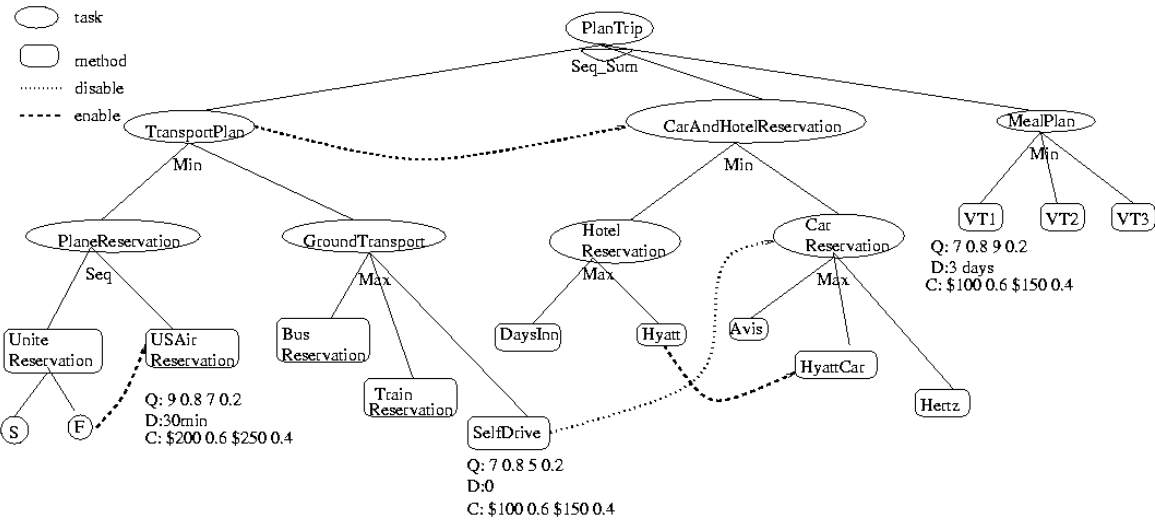 task
method
disable
enable
PlanTrip
Seq_Sum
TransportPlan
CarAndHotelReservation
MealPlan
Min
Min
Min
PlaneReservation
GroundTransport
Hotel
Reservation
Car
Reservation
VT1
VT2
VT3
Seq
Max
Max
Max
Q: 7 0.8 9 0.2
D:3 days
C: $100 0.6 $150 0.4
Unite
Reservation
USAir
Reservation
Bus
Reservation
DaysInn
Hyatt
Avis
HyattCar
Train
Reservation
Hertz
S
F
SelfDrive
Q: 9 0.8 7 0.2
D:30min
C: $200 0.6 $250 0.4
Q: 7 0.8 5 0.2
D:0
C: $100 0.6 $150 0.4